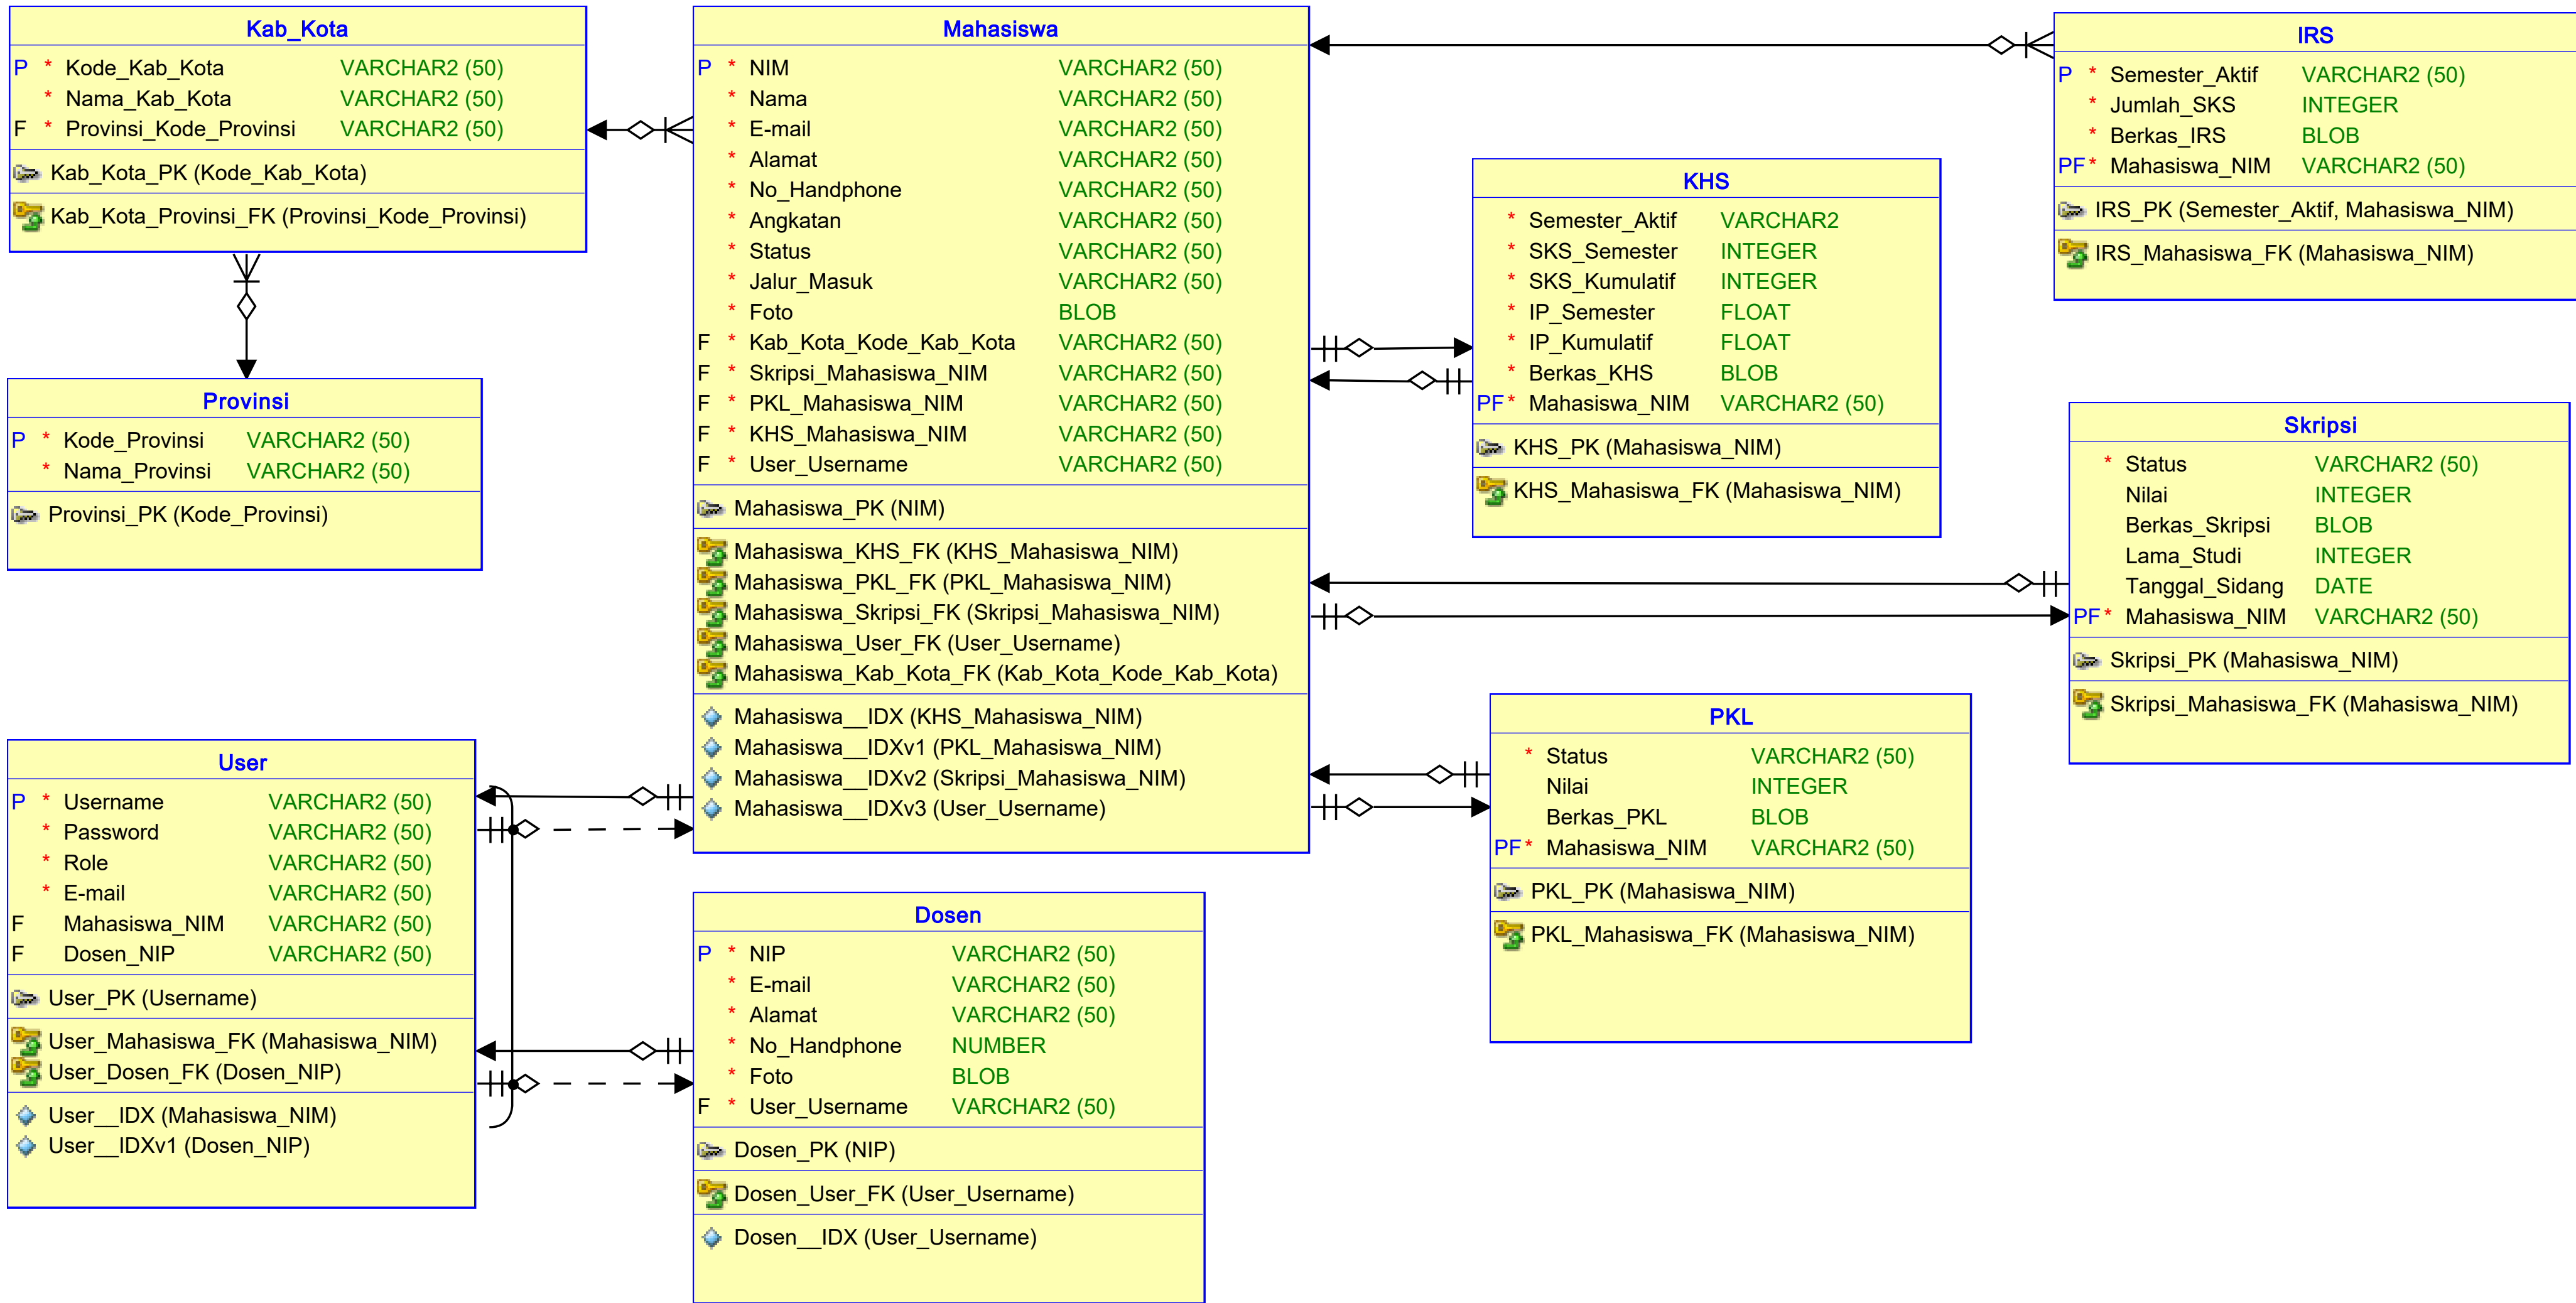 Kab_Kota
P * Kode_Kab_Kota VARCHAR2 (50)
* Nama_Kab_Kota VARCHAR2 (50)
F * Provinsi_Kode_Provinsi VARCHAR2 (50)
Kab_Kota_PK (Kode_Kab_Kota)
Kab_Kota_Provinsi_FK (Provinsi_Kode_Provinsi)
Provinsi
P * Kode_Provinsi VARCHAR2 (50)
* Nama_Provinsi VARCHAR2 (50)
Provinsi_PK (Kode_Provinsi)
User
P * Username VARCHAR2 (50)
* Password VARCHAR2 (50)
* Role VARCHAR2 (50)
* E-mail VARCHAR2 (50)
F Mahasiswa_NIM VARCHAR2 (50)
F Dosen_NIP VARCHAR2 (50)
User_PK (Username)
User_Mahasiswa_FK (Mahasiswa_NIM)
User_Dosen_FK (Dosen_NIP)
User__IDX (Mahasiswa_NIM)
User__IDXv1 (Dosen_NIP)
Mahasiswa
P * NIM VARCHAR2 (50)
* Nama VARCHAR2 (50)
* E-mail VARCHAR2 (50)
* Alamat VARCHAR2 (50)
* No_Handphone VARCHAR2 (50)
* Angkatan VARCHAR2 (50)
* Status VARCHAR2 (50)
* Jalur_Masuk VARCHAR2 (50)
* Foto BLOB
F * Kab_Kota_Kode_Kab_Kota VARCHAR2 (50)
F * Skripsi_Mahasiswa_NIM VARCHAR2 (50)
F * PKL_Mahasiswa_NIM VARCHAR2 (50)
F * KHS_Mahasiswa_NIM VARCHAR2 (50)
F * User_Username VARCHAR2 (50)
Mahasiswa_PK (NIM)
Mahasiswa_KHS_FK (KHS_Mahasiswa_NIM)
Mahasiswa_PKL_FK (PKL_Mahasiswa_NIM)
Mahasiswa_Skripsi_FK (Skripsi_Mahasiswa_NIM)
Mahasiswa_User_FK (User_Username)
Mahasiswa_Kab_Kota_FK (Kab_Kota_Kode_Kab_Kota)
Mahasiswa__IDX (KHS_Mahasiswa_NIM)
Mahasiswa__IDXv1 (PKL_Mahasiswa_NIM)
Mahasiswa__IDXv2 (Skripsi_Mahasiswa_NIM)
Mahasiswa__IDXv3 (User_Username)
Dosen
P * NIP VARCHAR2 (50)
* E-mail VARCHAR2 (50)
* Alamat VARCHAR2 (50)
* No_Handphone NUMBER
* Foto BLOB
F * User_Username VARCHAR2 (50)
Dosen_PK (NIP)
Dosen_User_FK (User_Username)
Dosen__IDX (User_Username)
KHS
* Semester_Aktif VARCHAR2
* SKS_Semester INTEGER
* SKS_Kumulatif INTEGER
* IP_Semester FLOAT
* IP_Kumulatif FLOAT
* Berkas_KHS BLOB
PF * Mahasiswa_NIM VARCHAR2 (50)
KHS_PK (Mahasiswa_NIM)
KHS_Mahasiswa_FK (Mahasiswa_NIM)
PKL
* Status VARCHAR2 (50)
Nilai INTEGER
Berkas_PKL BLOB
PF * Mahasiswa_NIM VARCHAR2 (50)
PKL_PK (Mahasiswa_NIM)
PKL_Mahasiswa_FK (Mahasiswa_NIM)
IRS
P * Semester_Aktif VARCHAR2 (50)
* Jumlah_SKS INTEGER
* Berkas_IRS BLOB
PF * Mahasiswa_NIM VARCHAR2 (50)
IRS_PK (Semester_Aktif, Mahasiswa_NIM)
IRS_Mahasiswa_FK (Mahasiswa_NIM)
Skripsi
* Status VARCHAR2 (50)
Nilai INTEGER
Berkas_Skripsi BLOB
Lama_Studi INTEGER
Tanggal_Sidang DATE
PF * Mahasiswa_NIM VARCHAR2 (50)
Skripsi_PK (Mahasiswa_NIM)
Skripsi_Mahasiswa_FK (Mahasiswa_NIM)